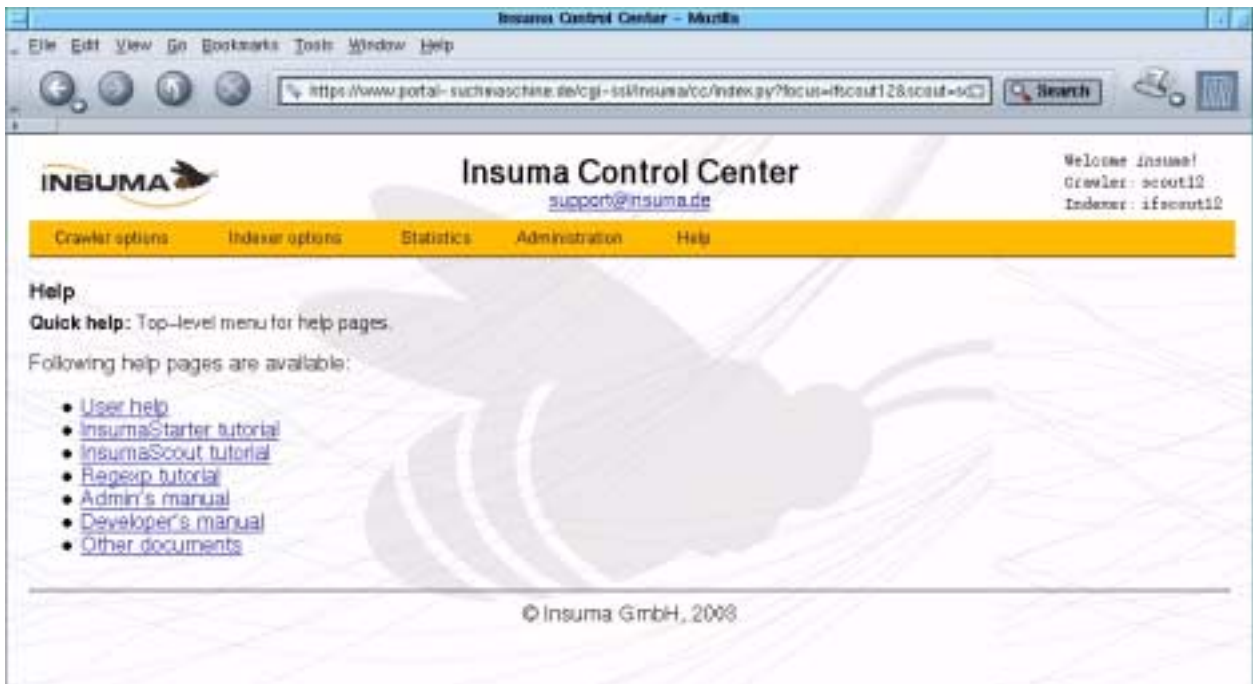 Insuma Control Center - Mozilla
File Edit View Go Bookmarks Tools Window Help
https://www.portal-suchmaschine.de/cgi-ssl/insuma/cc/index.py?focus=ifscout12&scout=sc
Search
INSUMA
Insuma Control Center
support@insuma.de
Welcome insuma!
Crawler: scout12
Indexer: ifscout12
Crawler options Indexer options Statistics Administration Help
Help
Quick help: Top-level menu for help pages.
Following help pages are available:
User help
InsumaStarter tutorial
InsumaScout tutorial
Regexp tutorial
Admin's manual
Developer's manual
Other documents
© Insuma GmbH, 2003